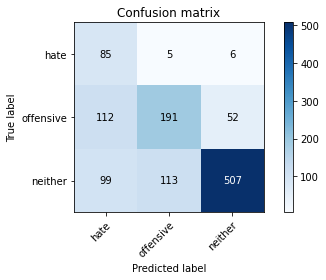 Confusion matrix
hate 85 5 6
offensive 112 191 52
neither 99 113 507
hate offensive neither
True label
Predicted label
500
400
300
200
100